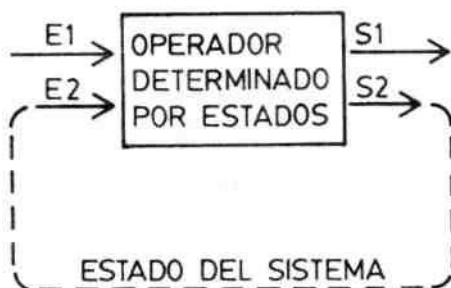 E1
E2
OPERADOR
DETERMINADO
POR ESTADOS
S1
S2
ESTADO DEL SISTEMA